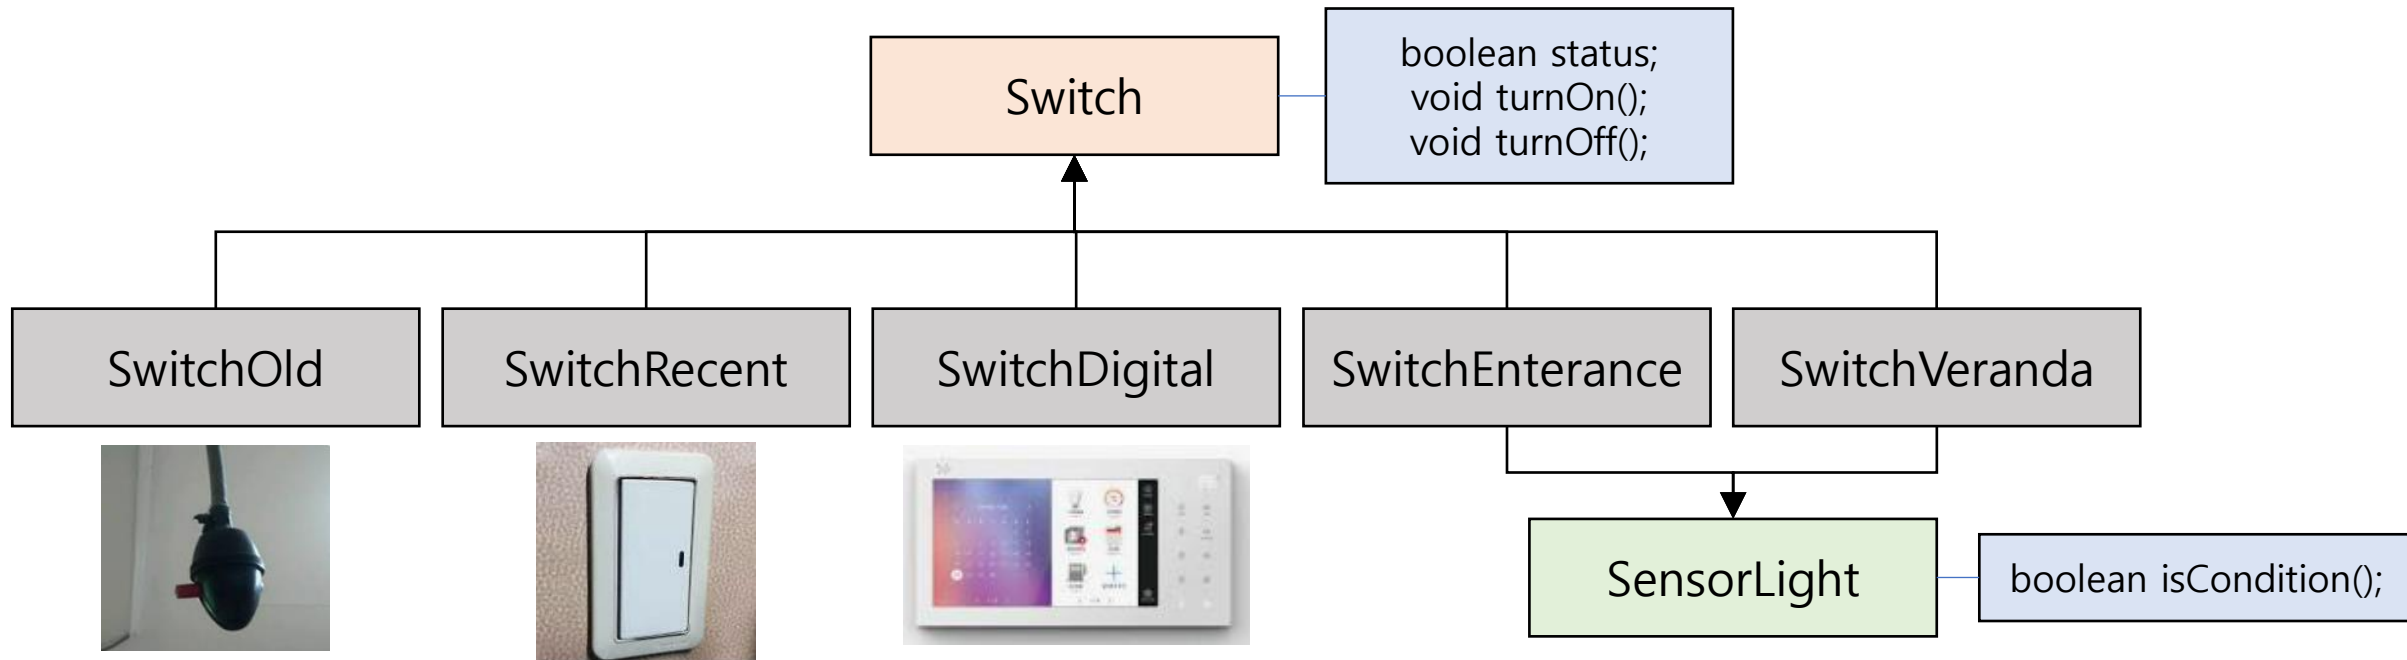 Switch
boolean status;
void turnOn();
void turnOff();
SwitchOld
SwitchRecent
SwitchDigital
SwitchEnterance
SwitchVeranda
SensorLight
boolean isCondition();